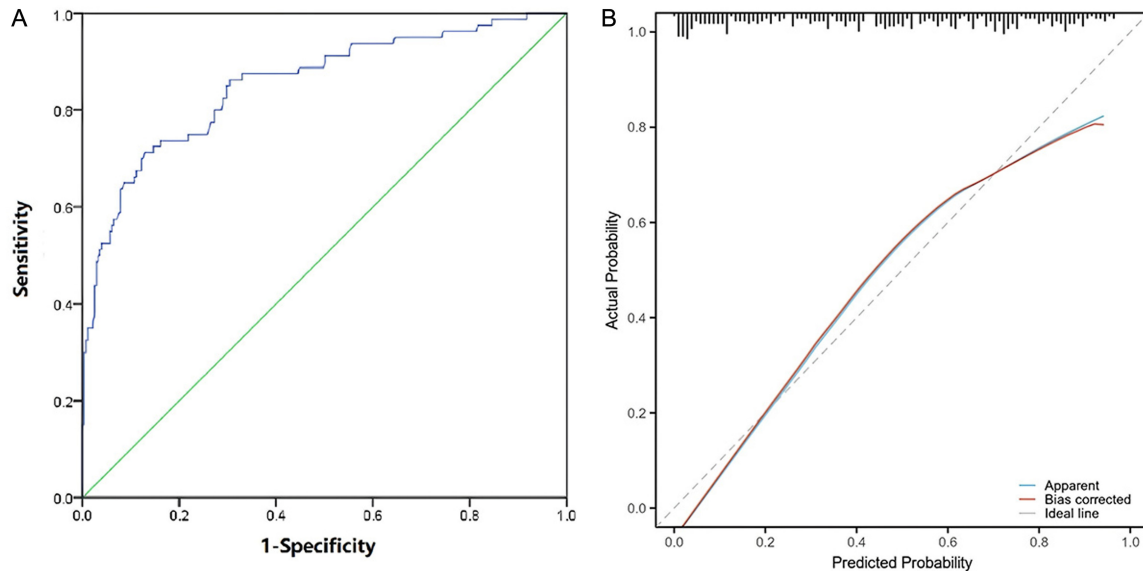 A
1.0
0.8
0.6
0.4
0.2
0.0
Sensitivity
0.0 0.2 0.4 0.6 0.8 1.0
1-Specificity
B
1.0
0.8
0.6
0.4
0.2
0.0
Actual Probability
Apparent
Bias corrected
Ideal line
0.0 0.2 0.4 0.6 0.8 1.0
Predicted Probability